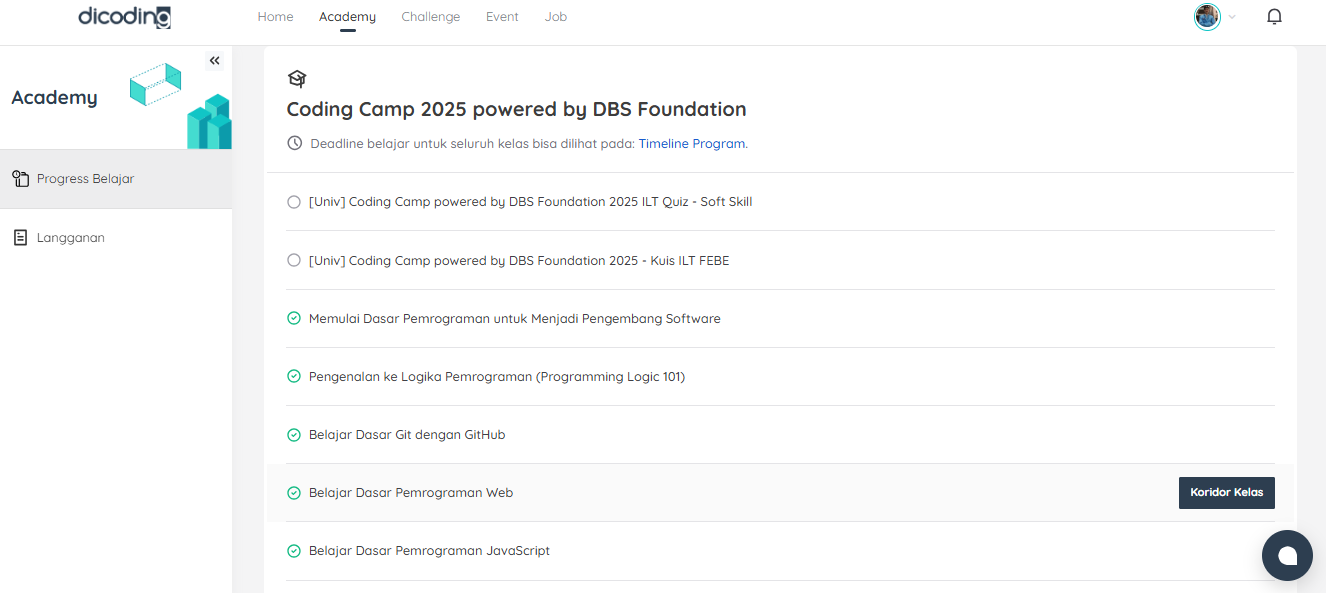 dicoding
Home
Academy
Challenge
Event
Job
Academy
Progress Belajar
Langganan
Coding Camp 2025 powered by DBS Foundation
Deadline belajar untuk seluruh kelas bisa dilihat pada: Timeline Program.
[Univ] Coding Camp powered by DBS Foundation 2025 ILT Quiz - Soft Skill
[Univ] Coding Camp powered by DBS Foundation 2025 - Kuis ILT FEBE
Memulai Dasar Pemrograman untuk Menjadi Pengembang Software
Pengenalan ke Logika Pemrograman (Programming Logic 101)
Belajar Dasar Git dengan GitHub
Belajar Dasar Pemrograman Web
Koridor Kelas
Belajar Dasar Pemrograman JavaScript